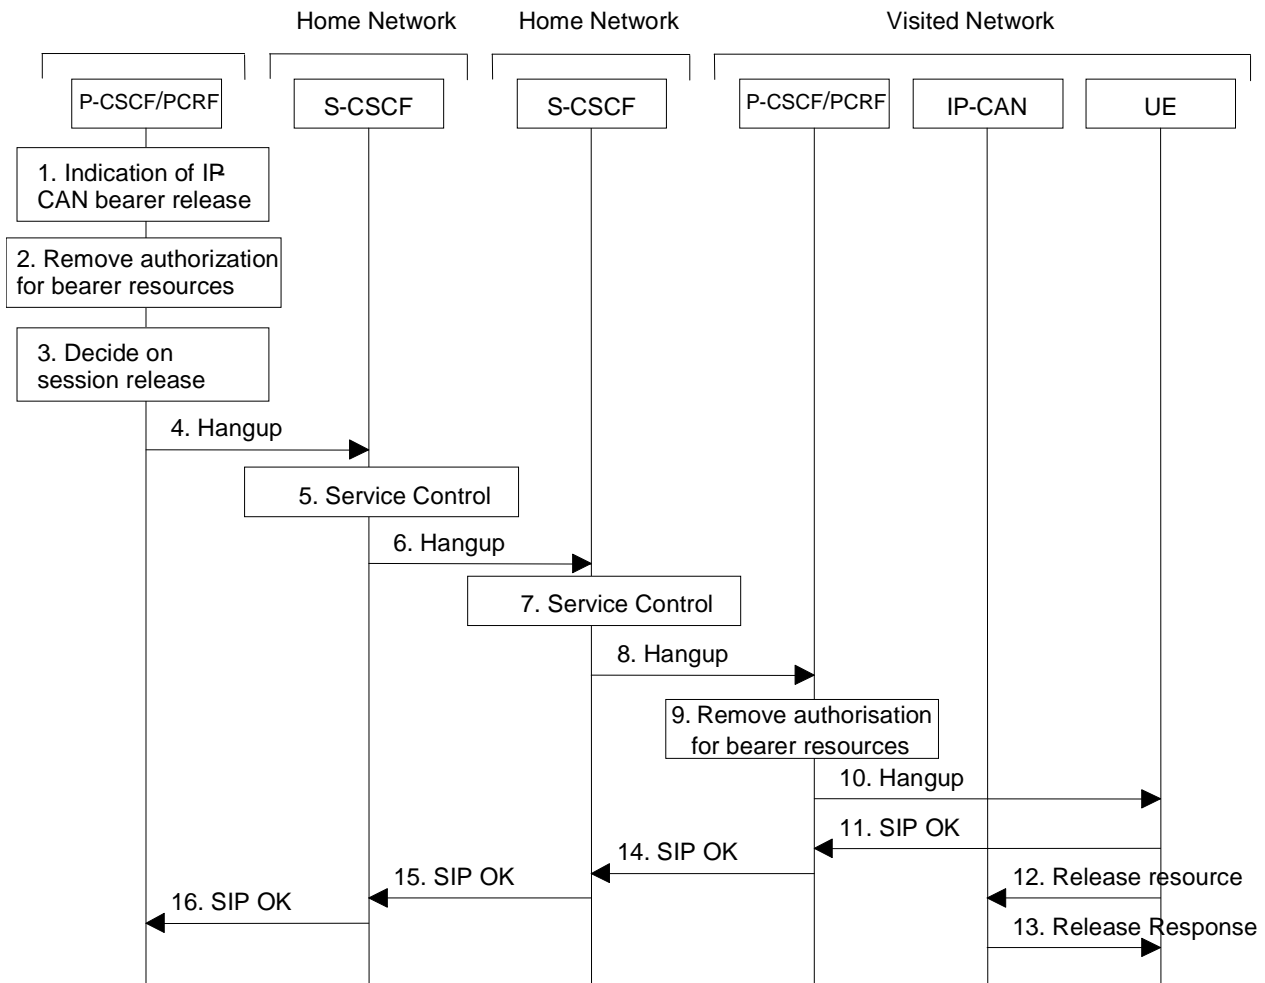 Home Network
Home Network
Visited Network
P-CSCF/PCRF
S-CSCF
S-CSCF
P-CSCF/PCRF
IP-CAN
UE
1. Indication of IP-
CAN bearer release
2. Remove authorization
for bearer resources
3. Decide on
session release
4. Hangup
5. Service Control
6. Hangup
7. Service Control
8. Hangup
9. Remove authorisation
for bearer resources
10. Hangup
11. SIP OK
14. SIP OK
15. SIP OK
12. Release resource
16. SIP OK
13. Release Response